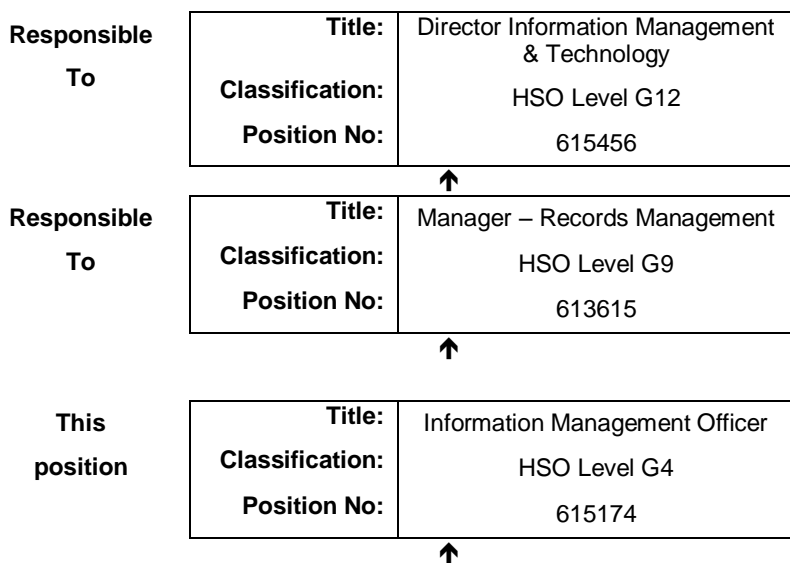 Responsible To
Title: Director Information Management & Technology
Classification: HSO Level G12
Position No: 615456
↑
Responsible To
Title: Manager – Records Management
Classification: HSO Level G9
Position No: 613615
↑
This position
Title: Information Management Officer
Classification: HSO Level G4
Position No: 615174
↑